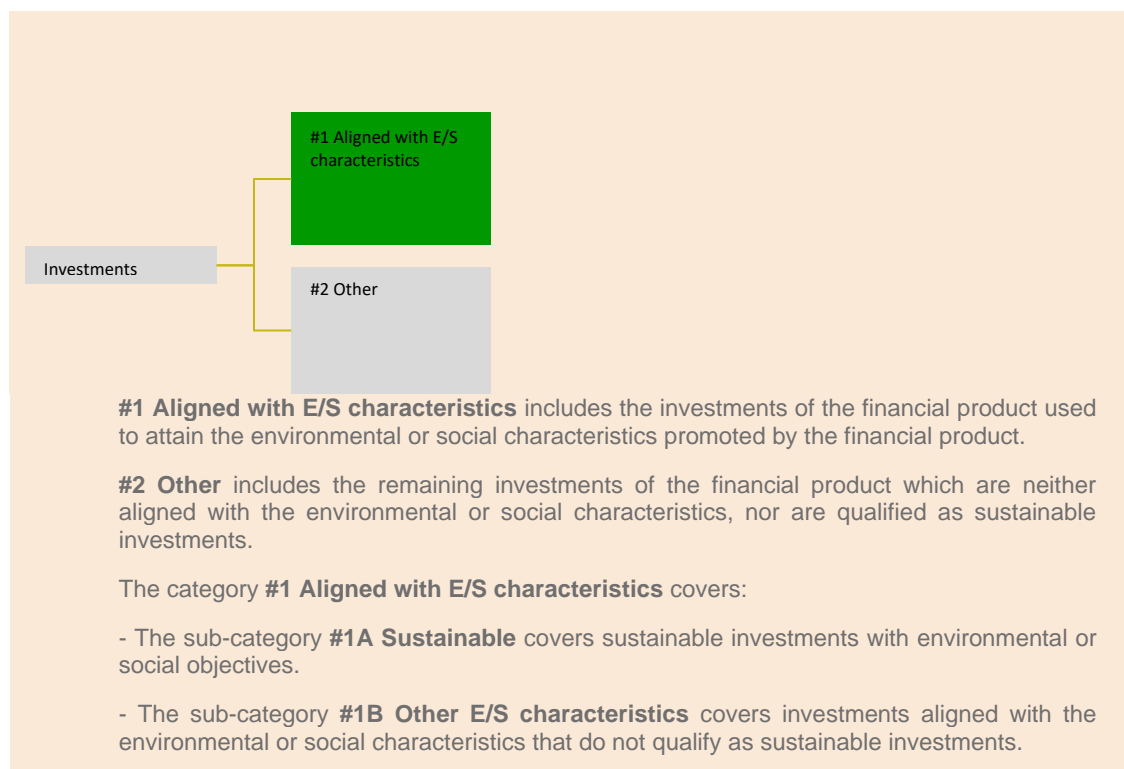 #1 Aligned with E/S
characteristics
Investments
#2 Other
#1 Aligned with E/S characteristics includes the investments of the financial product used
to attain the environmental or social characteristics promoted by the financial product.
#2 Other includes the remaining investments of the financial product which are neither
aligned with the environmental or social characteristics, nor are qualified as sustainable
investments.
The category #1 Aligned with E/S characteristics covers:
- The sub-category #1A Sustainable covers sustainable investments with environmental or
social objectives.
- The sub-category #1B Other E/S characteristics covers investments aligned with the
environmental or social characteristics that do not qualify as sustainable investments.